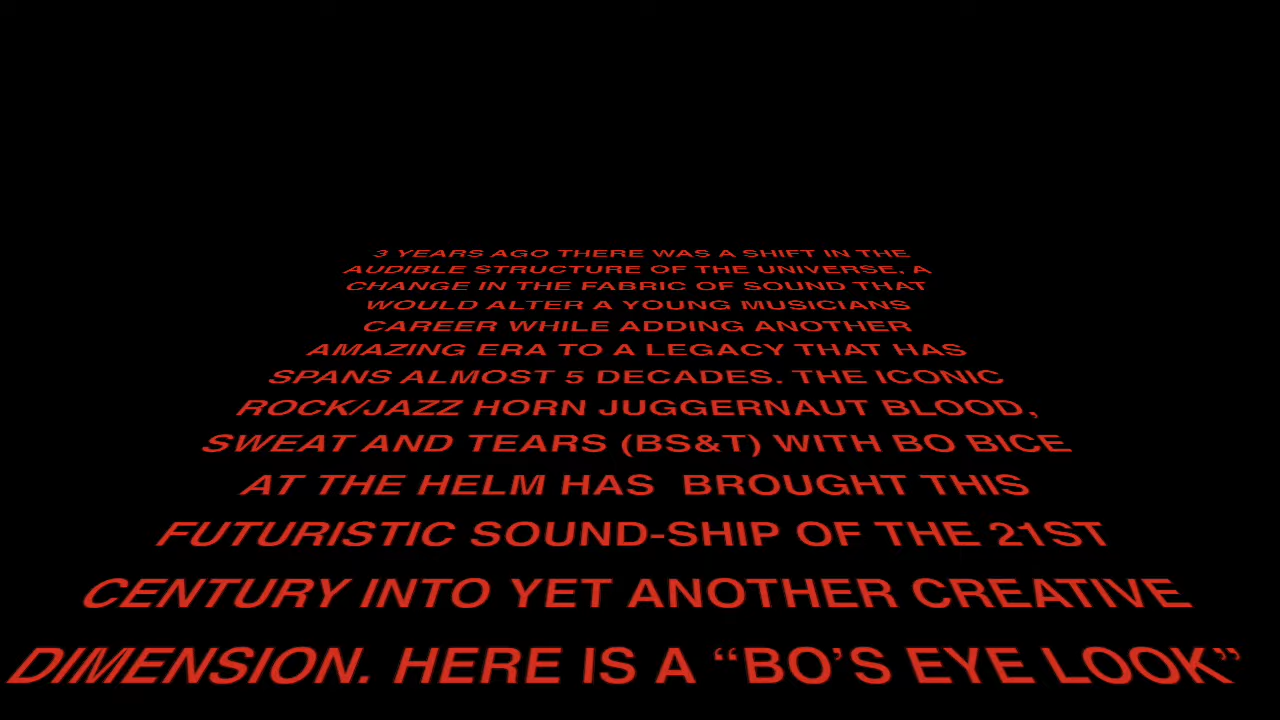 3 YEARS AGO THERE WAS A SHIFT IN THE
AUDIBLE STRUCTURE OF THE UNIVERSE, A
CHANGE IN THE FABRIC OF SOUND THAT
WOULD ALTER A YOUNG MUSICIANS
CAREER WHILE ADDING ANOTHER
AMAZING ERA TO A LEGACY THAT HAS
SPANS ALMOST 5 DECADES. THE ICONIC
ROCK/JAZZ HORN JUGGERNAUT BLOOD,
SWEAT AND TEARS (BS&T) WITH BO BICE
AT THE HELM HAS  BROUGHT THIS
FUTURISTIC SOUND-SHIP OF THE 21ST
CENTURY INTO YET ANOTHER CREATIVE
DIMENSION. HERE IS A “BO’S EYE LOOK”